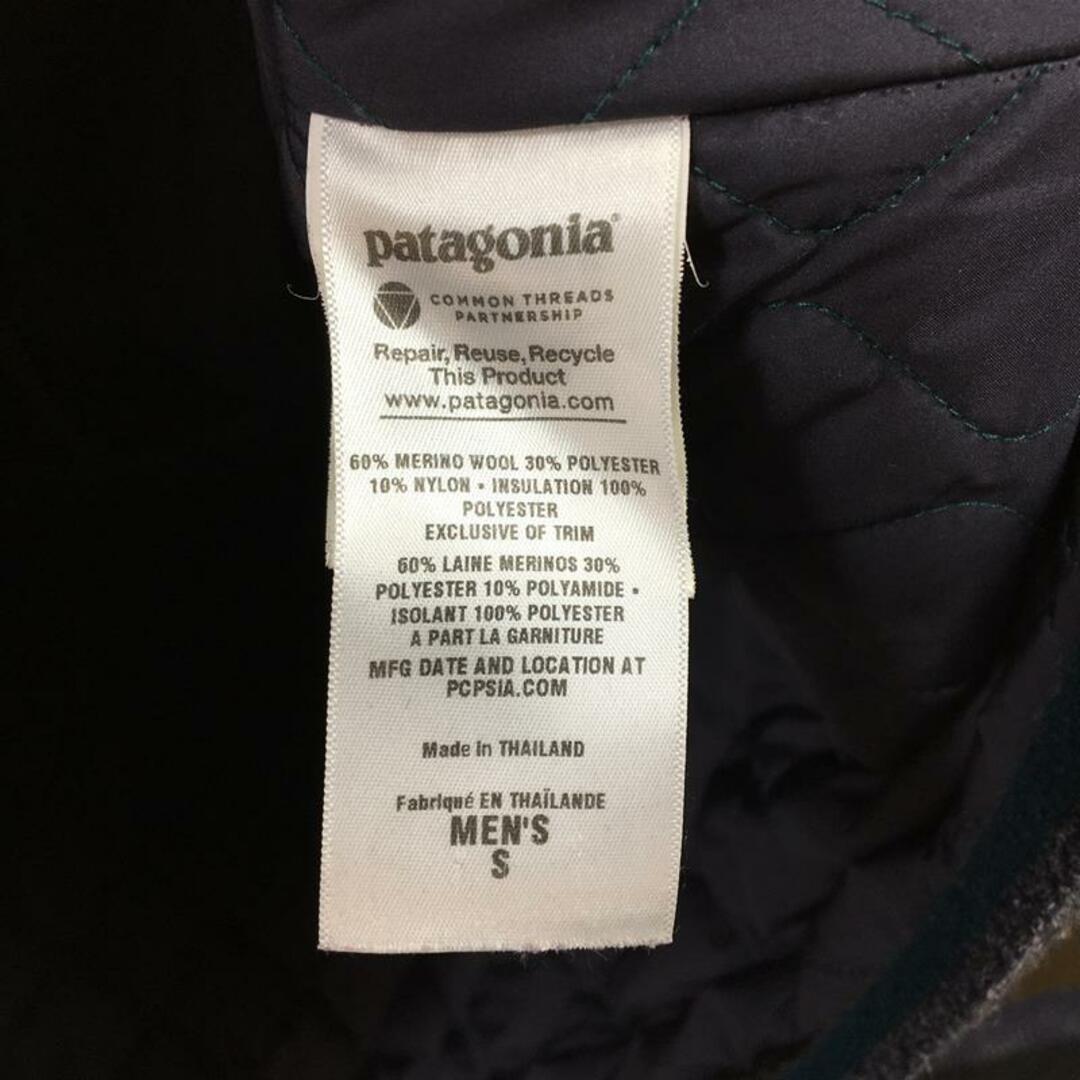 patagonia®
COMMON THREADS
PARTNERSHIP
Repair, Reuse, Recycle
This Product
www.patagonia.com
60% MERINO WOOL 30% POLYESTER
10% NYLON • INSULATION 100%
POLYESTER
EXCLUSIVE OF TRIM
60% LAINE MERINOS 30%
POLYESTER 10% POLYAMIDE •
ISOLANT 100% POLYESTER
A PART LA GARNITURE
MFG DATE AND LOCATION AT
PCPSIA.COM
Made in THAILAND
Fabriqué EN THAÏLANDE
MEN'S
S